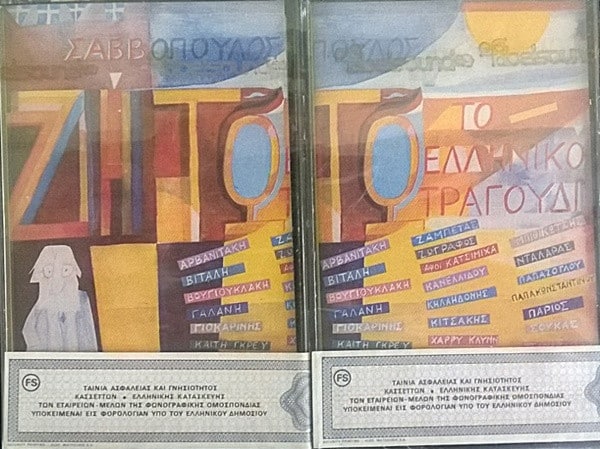 ΣΑΒΒΟΠΟΥΛΟΣ
ΖΗΤΩ
ΑΡΒΑΝΙΤΑΚΗ
ΒΙΤΑΛΗ
ΒΟΥΓΙΟΥΚΛΑΚΗ
ΓΑΛΑΝΗ
ΓΙΟΚΑΡΙΝΗΣ
ΚΑΙΤΗ ΓΚΡΕΥ
FS
ΤΑΙΝΙΑ ΑΣΦΑΛΕΙΑΣ ΚΑΙ ΓΝΗΣΙΟΤΗΤΟΣ
ΚΑΣΣΕΤΤΩΝ • ΕΛΛΗΝΙΚΗΣ ΚΑΤΑΣΚΕΥΗΣ
ΤΩΝ ΕΤΑΙΡΕΙΩΝ-ΜΕΛΩΝ ΤΗΣ ΦΩΝΟΓΡΑΦΙΚΗΣ ΟΜΟΣΠΟΝΔΙΑΣ
ΥΠΟΚΕΙΜΕΝΑΙ ΕΙΣ ΦΟΡΟΛΟΓΙΑΝ ΥΠΟ ΤΟΥ ΕΛΛΗΝΙΚΟΥ ΔΗΜΟΣΙΟΥ
ΤΟ
ΕΛΛΗΝΙΚΟ
ΤΡΑΓΟΥΔΙ
ΑΡΒΑΝΙΤΑΚΗ
ΒΙΤΑΛΗ
ΒΟΥΓΙΟΥΚΛΑΚΗ
ΓΑΛΑΝΗ
ΓΙΟΚΑΡΙΝΗΣ
ΚΑΙΤΗ ΓΚΡΕΥ
ΖΑΜΠΕΤΑΣ
ΖΩΓΡΑΦΟΣ
ΑΦΟΙ ΚΑΤΣΙΜΙΧΑ
ΚΑΝΕΛΛΙΔΟΥ
ΚΗΛΑΗΔΟΝΗΣ
ΚΙΤΣΑΚΗΣ
ΧΑΡΡΥ ΚΛΥΝΝ
ΝΤΑΛΑΡΑΣ
ΠΑΠΑΖΟΓΛΟΥ
ΠΑΠΑΚΩΝΣΤΑΝΤΙΝΟΥ
ΠΑΡΙΟΣ
ΣΟΥΚΑΣ
FS
ΤΑΙΝΙΑ ΑΣΦΑΛΕΙΑΣ ΚΑΙ ΓΝΗΣΙΟΤΗΤΟΣ
ΚΑΣΣΕΤΤΩΝ • ΕΛΛΗΝΙΚΗΣ ΚΑΤΑΣΚΕΥΗΣ
ΤΩΝ ΕΤΑΙΡΕΙΩΝ-ΜΕΛΩΝ ΤΗΣ ΦΩΝΟΓΡΑΦΙΚΗΣ ΟΜΟΣΠΟΝΔΙΑΣ
ΥΠΟΚΕΙΜΕΝΑΙ ΕΙΣ ΦΟΡΟΛΟΓΙΑΝ ΥΠΟ ΤΟΥ ΕΛΛΗΝΙΚΟΥ ΔΗΜΟΣΙΟΥ